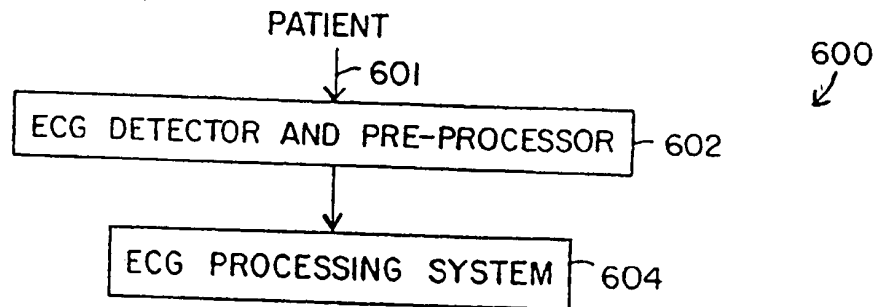 PATIENT
601
600
ECG DETECTOR AND PRE-PROCESSOR
602
ECG PROCESSING SYSTEM
604